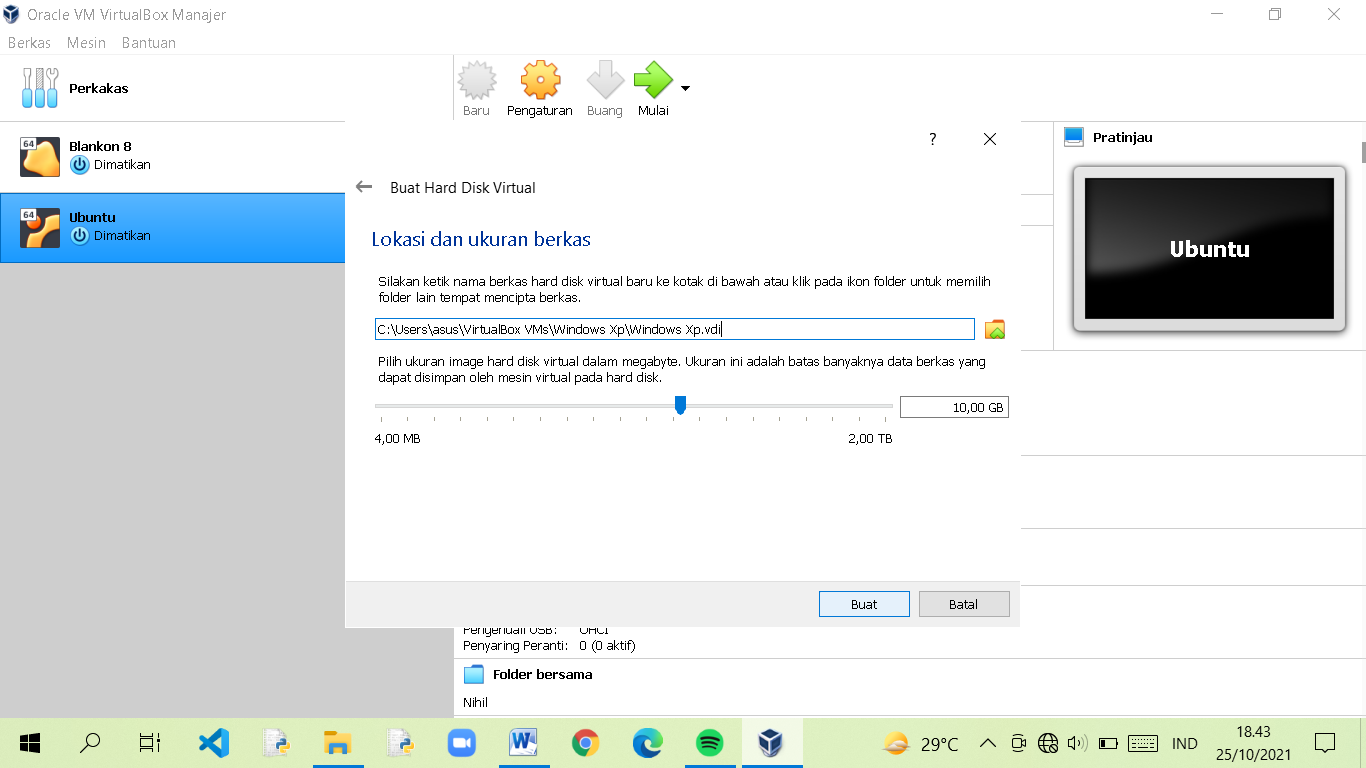 Oracle VM VirtualBox Manajer
Berkas Mesin Bantuan
Perkakas
Baru Pengaturan Buang Mulai
64 Blankon 8
Dimatikan
64 Ubuntu
Dimatikan
?
Buat Hard Disk Virtual
Lokasi dan ukuran berkas
Silakan ketik nama berkas hard disk virtual baru ke kotak di bawah atau klik pada ikon folder untuk memilih
folder lain tempat mencipta berkas.
C:\Users\asus\VirtualBox VMs\Windows Xp\Windows Xp.vdi
Pilih ukuran image hard disk virtual dalam megabyte. Ukuran ini adalah batas banyaknya data berkas yang
dapat disimpan oleh mesin virtual pada hard disk.
10,00 GB
4,00 MB 2,00 TB
Buat Batal
Pratinjau
Ubuntu
Pengendali USB: OHCI
Penyaring Peranti: 0 (0 aktif)
Folder bersama
Nihil
W
29°C
IND
18.43
25/10/2021